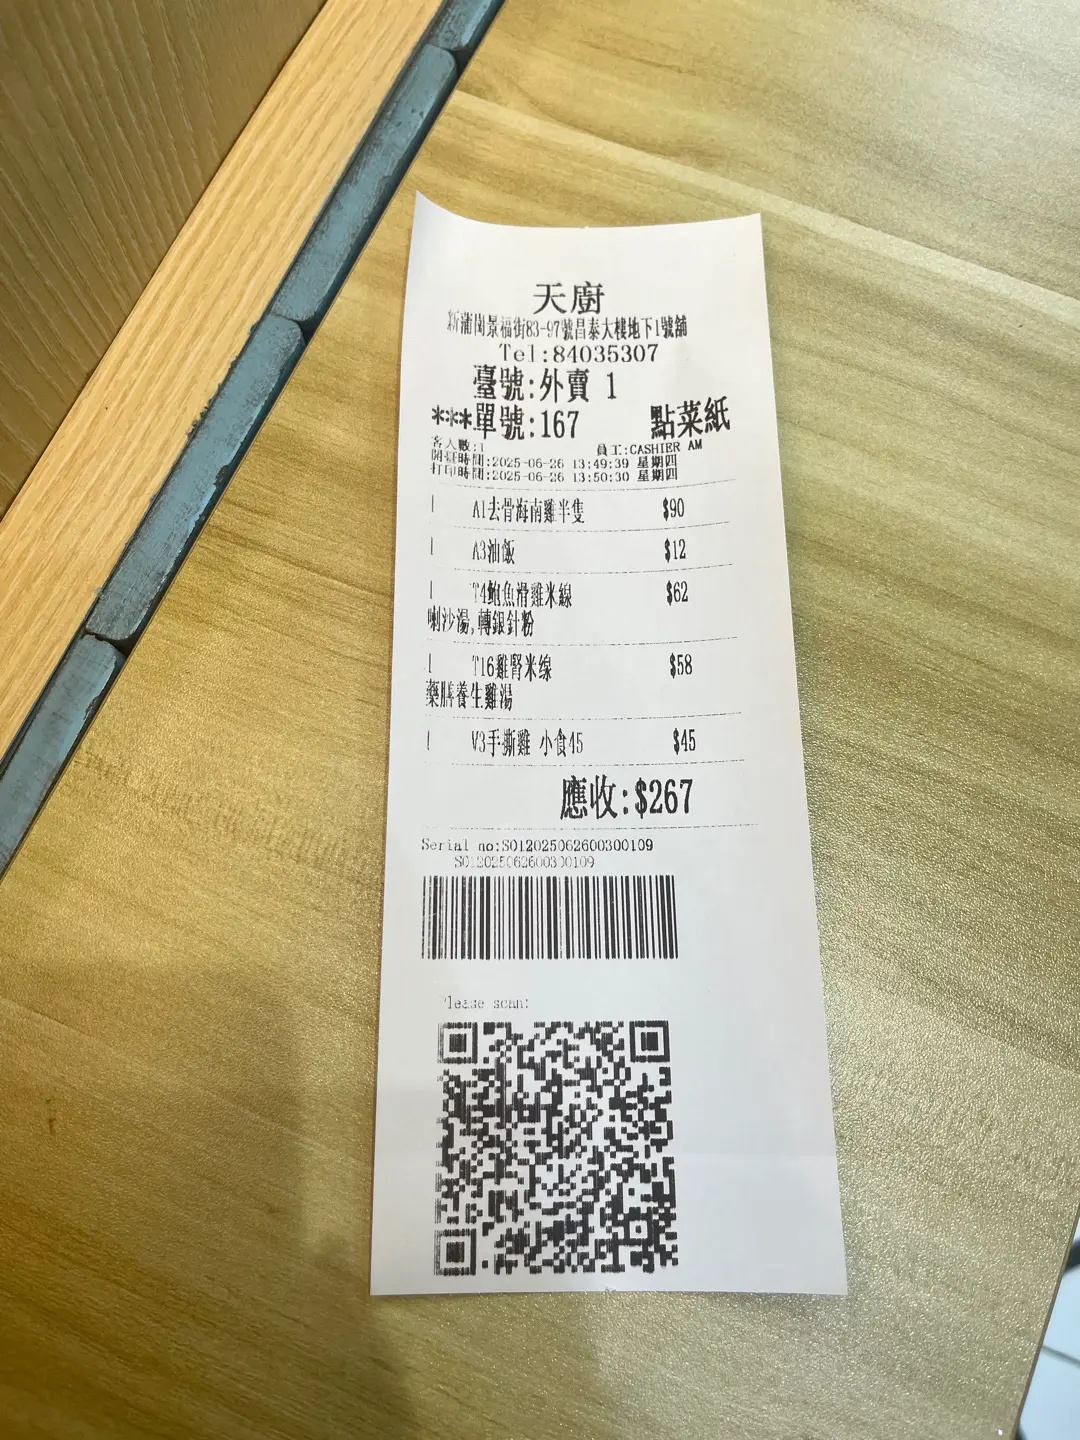 天廚
新蒲崗景福街83-97號昌泰大樓地下1號舖
Tel:84035307
臺號:外賣 1
***單號:167 點菜紙
客人數:1 員工:CASHIER AM
開單時間:2025-06-26 13:49:39 星期四
打印時間:2025-06-26 13:50:30 星期四
1 A1去骨海南雞半隻 $90
1 A3油飯 $12
1 T4鮑魚滑雞米線 $62
喇沙湯,轉銀針粉
1 T16雞腎米线 $58
藥膳養生雞湯
1 V3手撕雞 小食45 $45
應收:$267
Serial no:S012025062600300109
S012025062600300109
Please scan: